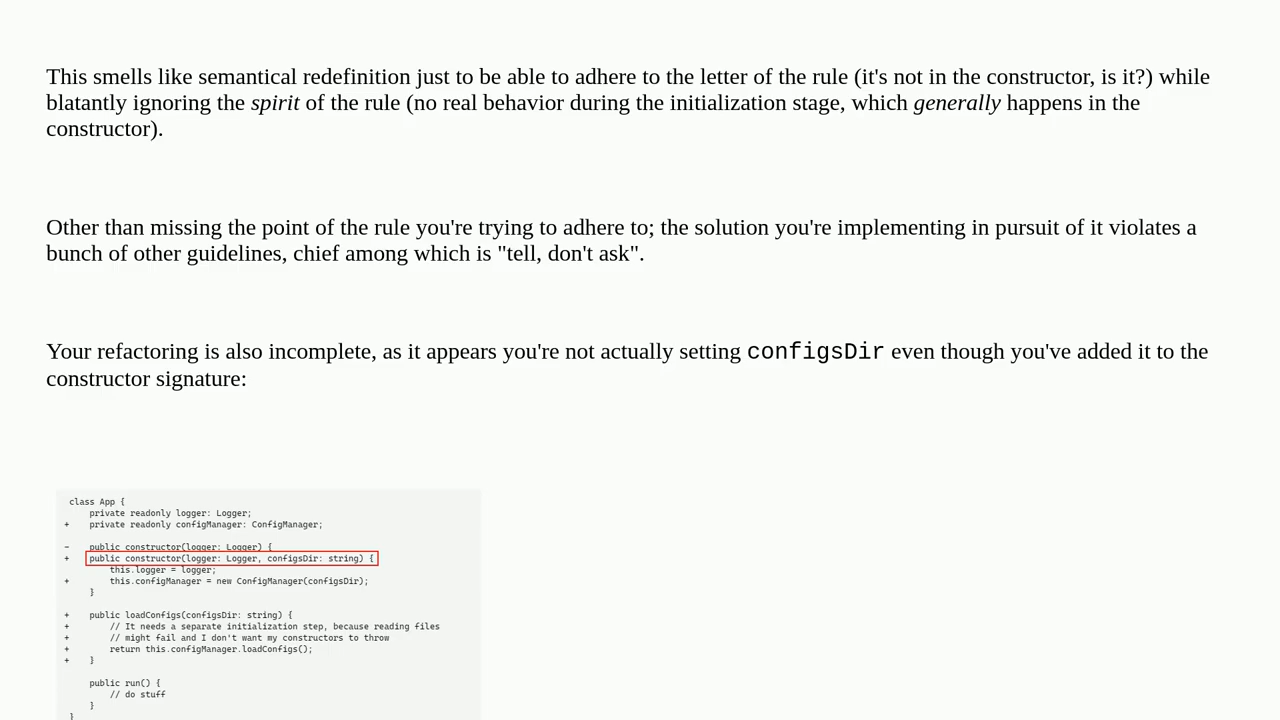 This smells like semantical redefinition just to be able to adhere to the letter of the rule (it's not in the constructor, is it?) while
blatantly ignoring the spirit of the rule (no real behavior during the initialization stage, which generally happens in the
constructor).
Other than missing the point of the rule you're trying to adhere to; the solution you're implementing in pursuit of it violates a
bunch of other guidelines, chief among which is "tell, don't ask".
Your refactoring is also incomplete, as it appears you're not actually setting configsDir even though you've added it to the
constructor signature:
class App {
    private readonly logger: Logger;
+    private readonly configManager: ConfigManager;
-    public constructor(logger: Logger) {
+    public constructor(logger: Logger, configsDir: string) {
        this.logger = logger;
+        this.configManager = new ConfigManager(configsDir);
    }
+    public loadConfigs(configsDir: string) {
+        // It needs a separate initialization step, because reading files
+        // might fail and I don't want my constructors to throw
+        return this.configManager.loadConfigs();
+    }
    public run() {
        // do stuff
    }
}